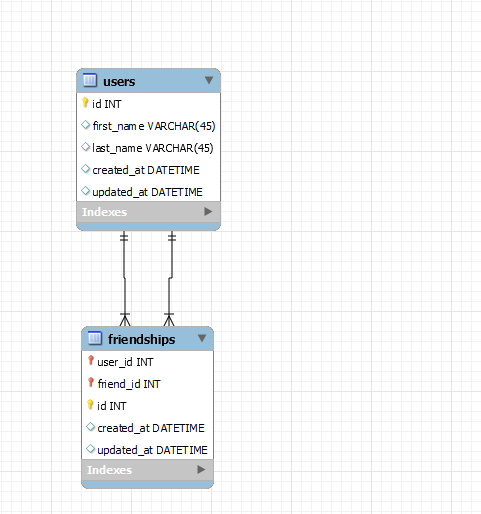 users
id INT
first_name VARCHAR(45)
last_name VARCHAR(45)
created_at DATETIME
updated_at DATETIME
Indexes
friendships
user_id INT
friend_id INT
id INT
created_at DATETIME
updated_at DATETIME
Indexes